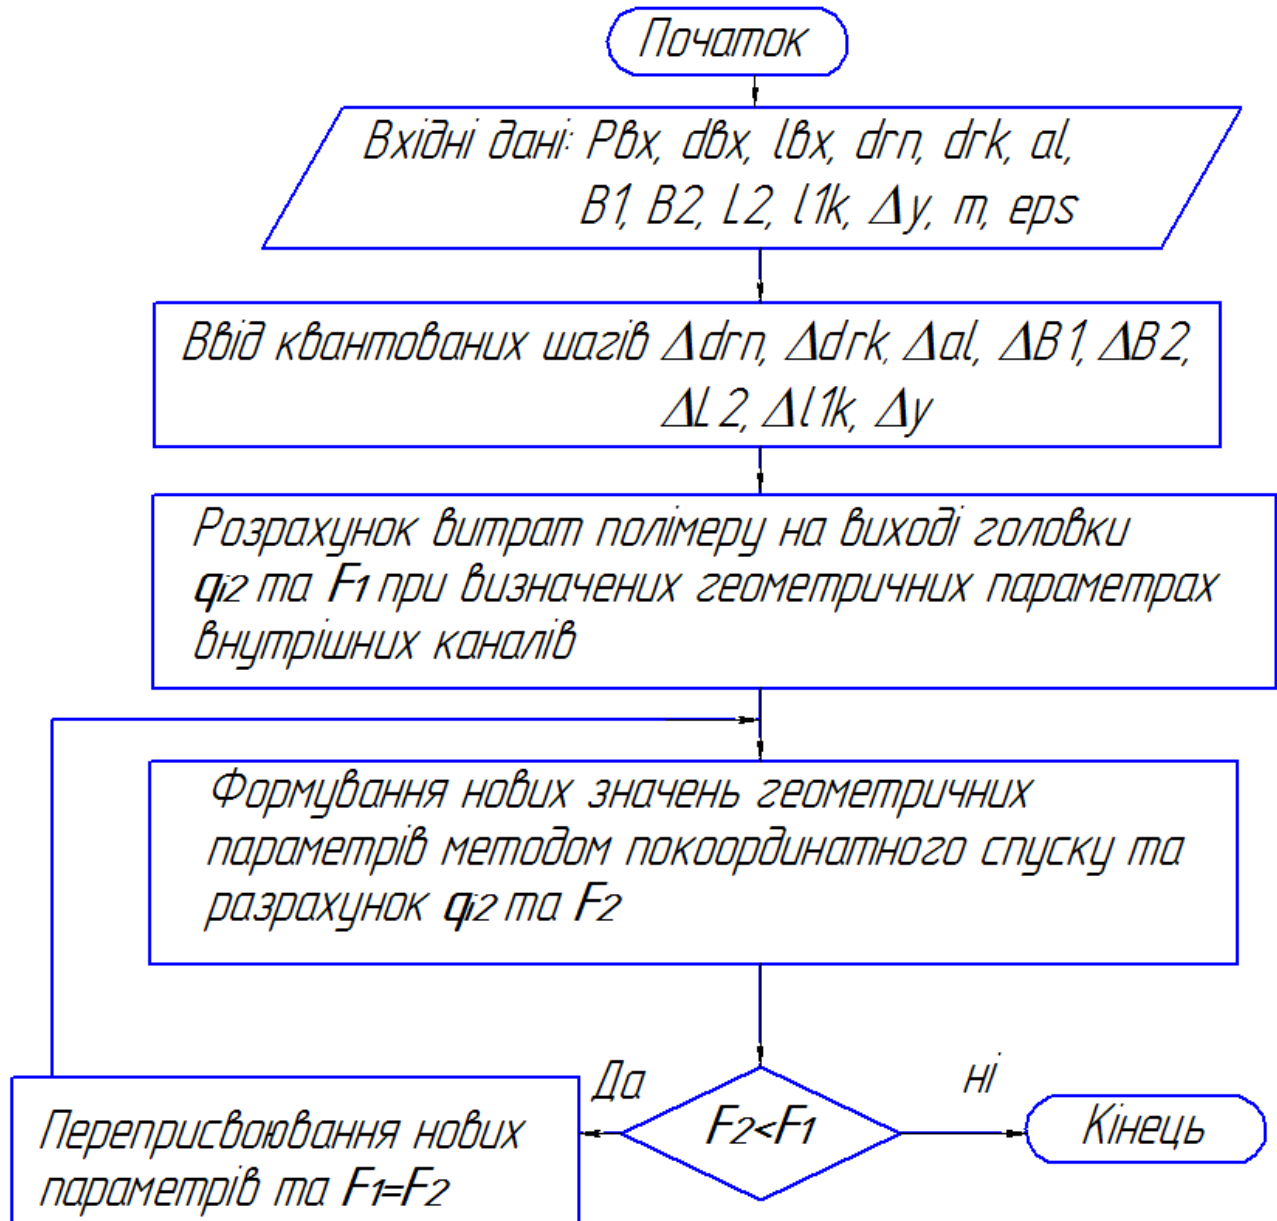 Початок
Вхідні дані: Рвх, dвх, lвх, drn, drk, al,
B1, B2, L2, l1k, Δy, m, eps
Ввід квантованих шагів Δdrn, Δdrk, Δal, ΔB1, ΔB2,
ΔL2, Δl1k, Δy
Розрахунок витрат полімеру на виході головки
qi2 та F1 при визначених геометричних параметрах
внутрішних каналів
Формування нових значень геометричних
параметрів методом покоординатного спуску та
разрахунок qi2 та F2
Да
ні
F2<F1
Кінець
Переприсвоювання нових
параметрів та F1=F2